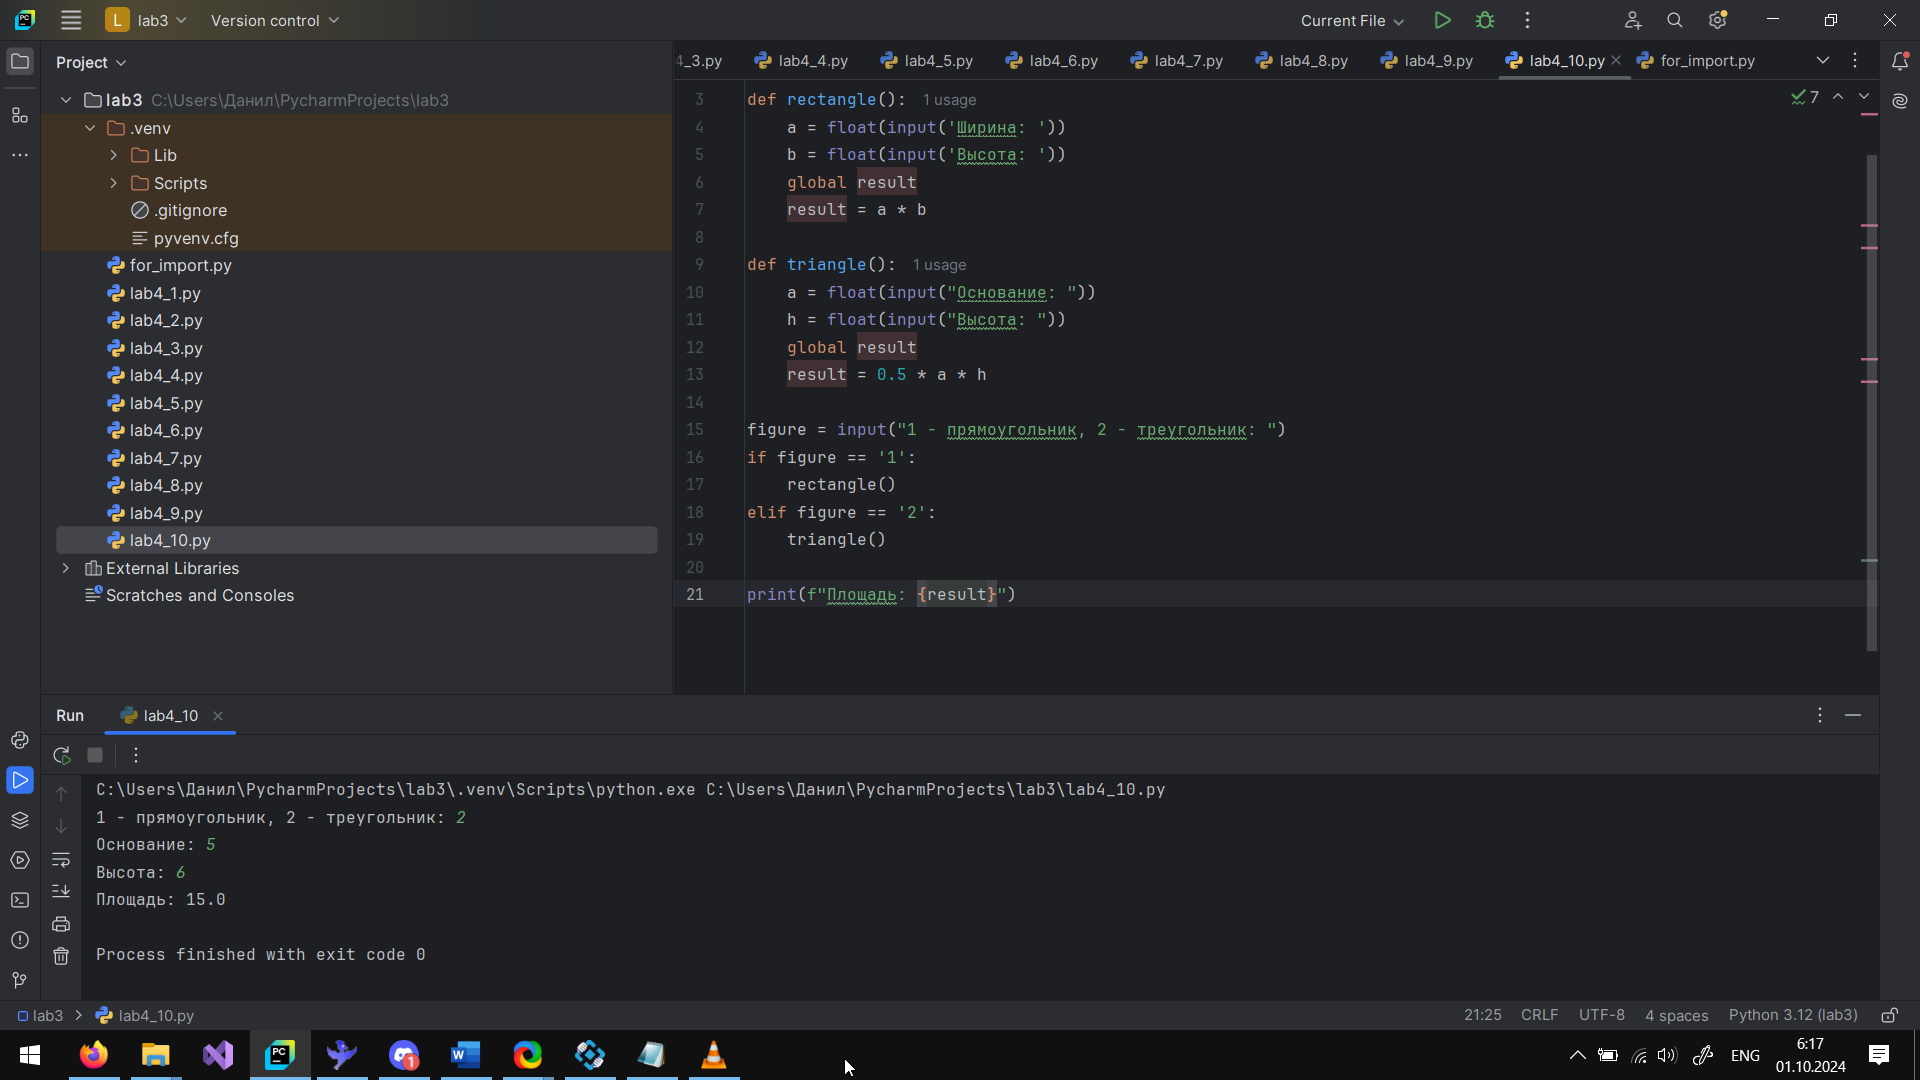 L lab3 Version control Current File
Project
lab3 C:\Users\Данил\PycharmProjects\lab3
.venv
Lib
Scripts
.gitignore
pyvenv.cfg
for_import.py
lab4_1.py
lab4_2.py
lab4_3.py
lab4_4.py
lab4_5.py
lab4_6.py
lab4_7.py
lab4_8.py
lab4_9.py
lab4_10.py
External Libraries
Scratches and Consoles
4_3.py lab4_4.py lab4_5.py lab4_6.py lab4_7.py lab4_8.py lab4_9.py lab4_10.py for_import.py
7
3 def rectangle(): 1 usage
4 a = float(input('Ширина: '))
5 b = float(input('Высота: '))
6 global result
7 result = a * b
8
9 def triangle(): 1 usage
10 a = float(input("Основание: "))
11 h = float(input("Высота: "))
12 global result
13 result = 0.5 * a * h
14
15 figure = input("1 - прямоугольник, 2 - треугольник: ")
16 if figure == '1':
17 rectangle()
18 elif figure == '2':
19 triangle()
20
21 print(f"Площадь: {result}")
Run lab4_10
C:\Users\Данил\PycharmProjects\lab3\.venv\Scripts\python.exe C:\Users\Данил\PycharmProjects\lab3\lab4_10.py
1 - прямоугольник, 2 - треугольник: 2
Основание: 5
Высота: 6
Площадь: 15.0
Process finished with exit code 0
lab3 lab4_10.py 21:25 CRLF UTF-8 4 spaces Python 3.12 (lab3)
PC 1 W ENG 6:17
01.10.2024